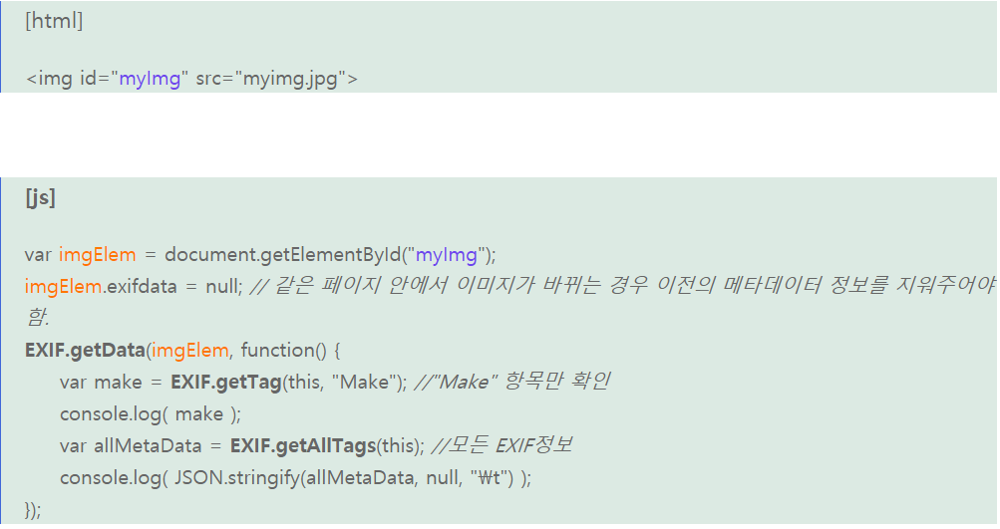 [html]
<img id="myImg" src="myimg.jpg">
[js]
var imgElem = document.getElementById("myImg");
imgElem.exifdata = null; // 같은 페이지 안에서 이미지가 바뀌는 경우 이전의 메타데이터 정보를 지워주어야
함.
EXIF.getData(imgElem, function() {
var make = EXIF.getTag(this, "Make"); //"Make" 항목만 확인
console.log( make );
var allMetaData = EXIF.getAllTags(this); //모든 EXIF정보
console.log( JSON.stringify(allMetaData, null, "₩t") );
});